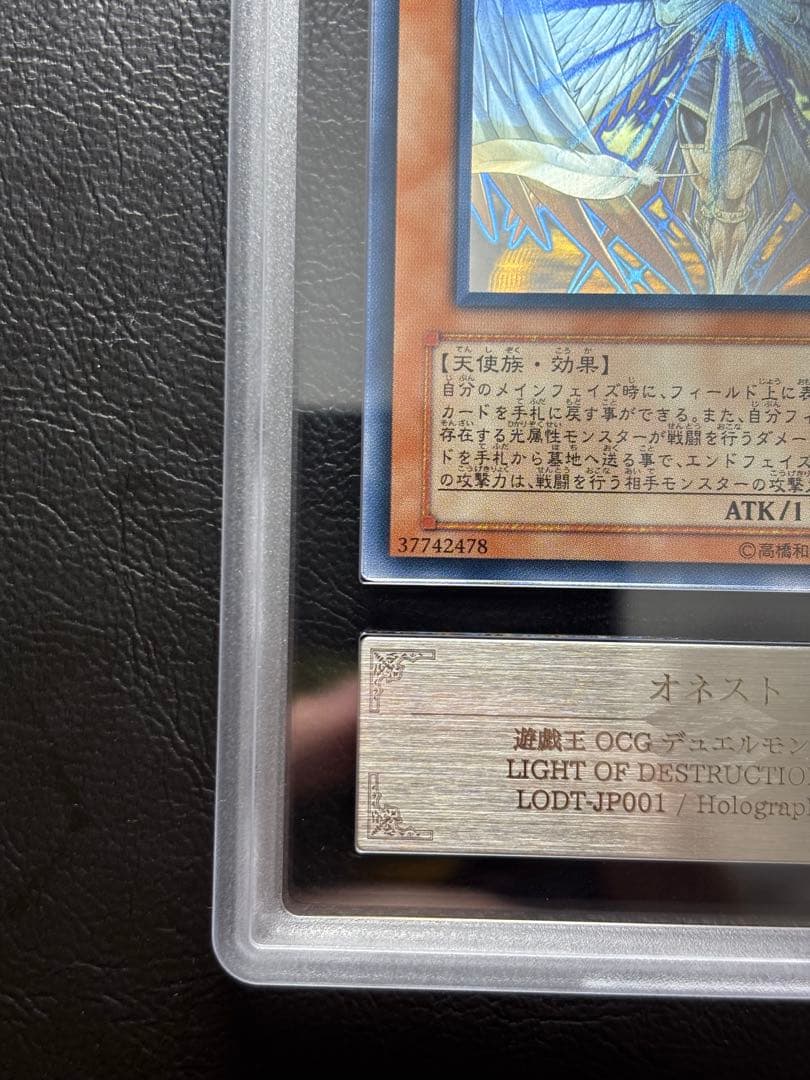 【天使族・効果】
自分のメインフェイズ時に、フィールド上に表
カードを手札に戻す事ができる。また、自分フィ
存在する光属性モンスターが戦闘を行うダメー
ドを手札から墓地へ送る事で、エンドフェイズ
の攻撃力は、戦闘を行う相手モンスターの攻撃
ATK/1
37742478 ©高橋和
オネスト
遊戯王 OCG デュエルモン
LIGHT OF DESTRUCTIO
LODT-JP001 / Holograp